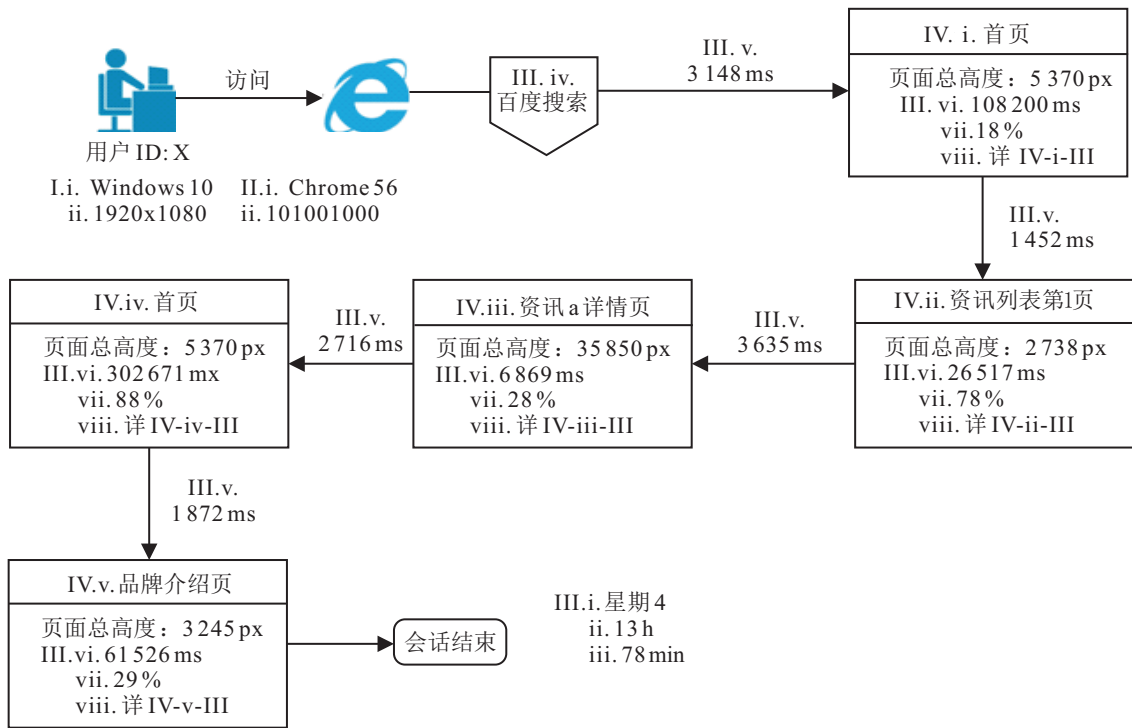 访问
用户ID: X
I.i. Windows 10
ii. 1920x1080
II.i. Chrome 56
ii. 101001000
III. iv.
百度搜索
III. v.
3 148 ms
IV. i. 首页
页面总高度：5 370 px
III. vi. 108 200 ms
vii. 18%
viii. 详 IV-i-III
III.v.
1 452 ms
IV.ii. 资讯列表第1页
页面总高度：2 738 px
III.vi. 26 517 ms
vii. 78%
viii. 详 IV-ii-III
III.v.
3 635 ms
IV.iii. 资讯a详情页
页面总高度：35 850 px
III.vi. 6 869 ms
vii. 28%
viii. 详 IV-iii-III
III.v.
2 716 ms
IV.iv. 首页
页面总高度：5 370 px
III.vi. 302 671 mx
vii. 88%
viii. 详 IV-iv-III
III.v.
1 872 ms
IV.v. 品牌介绍页
页面总高度：3 245 px
III.vi. 61 526 ms
vii. 29%
viii. 详 IV-v-III
会话结束
III.i. 星期4
ii. 13 h
iii. 78 min